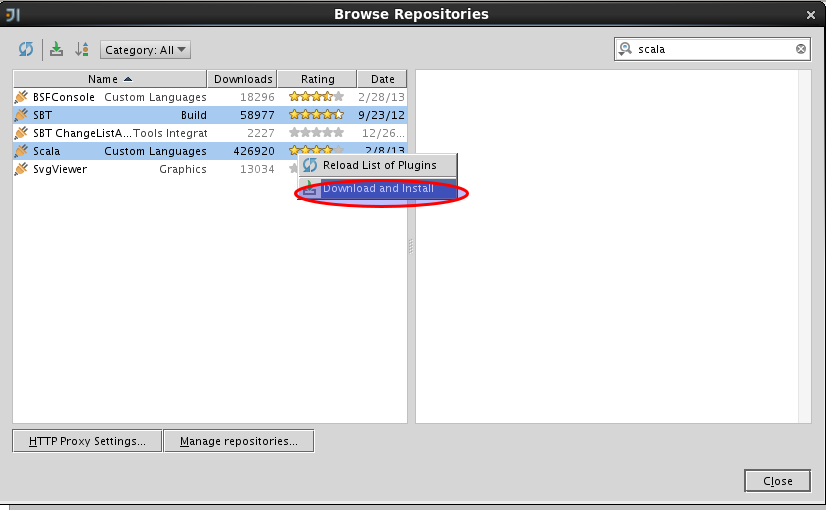 Browse Repositories
Category: All
scala
Name Downloads Rating Date
BSFConsole Custom Languages 18296 2/28/13
SBT Build 58977 9/23/12
SBT ChangeListA...Tools Integrat 2227 12/26...
Scala Custom Languages 426920 2/8/13
Reload List of Plugins
SvgViewer Graphics 13034
Download and Install
HTTP Proxy Settings...
Manage repositories...
Close